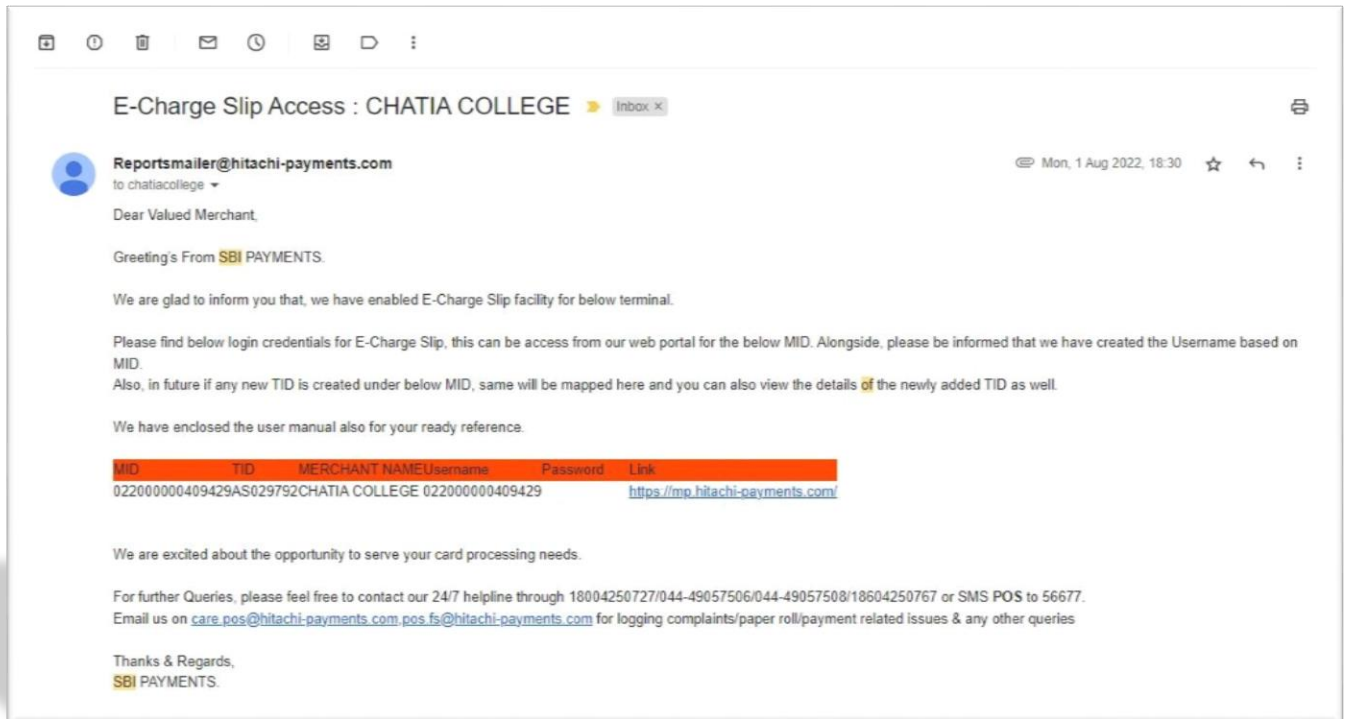 E-Charge Slip Access : CHATIA COLLEGE Inbox ×
Reportsmailer@hitachi-payments.com Mon, 1 Aug 2022, 18:30
to chatiacollege
Dear Valued Merchant,
Greeting's From SBI PAYMENTS.
We are glad to inform you that, we have enabled E-Charge Slip facility for below terminal.
Please find below login credentials for E-Charge Slip, this can be access from our web portal for the below MID. Alongside, please be informed that we have created the Username based on
MID.
Also, in future if any new TID is created under below MID, same will be mapped here and you can also view the details of the newly added TID as well.
We have enclosed the user manual also for your ready reference.
MID TID MERCHANT NAMEUsername Password Link
022000000409429AS029792CHATIA COLLEGE 022000000409429 https://mp.hitachi-payments.com/
We are excited about the opportunity to serve your card processing needs.
For further Queries, please feel free to contact our 24/7 helpline through 18004250727/044-49057506/044-49057508/18604250767 or SMS POS to 56677.
Email us on care.pos@hitachi-payments.com,pos.fs@hitachi-payments.com for logging complaints/paper roll/payment related issues & any other queries
Thanks & Regards,
SBI PAYMENTS.